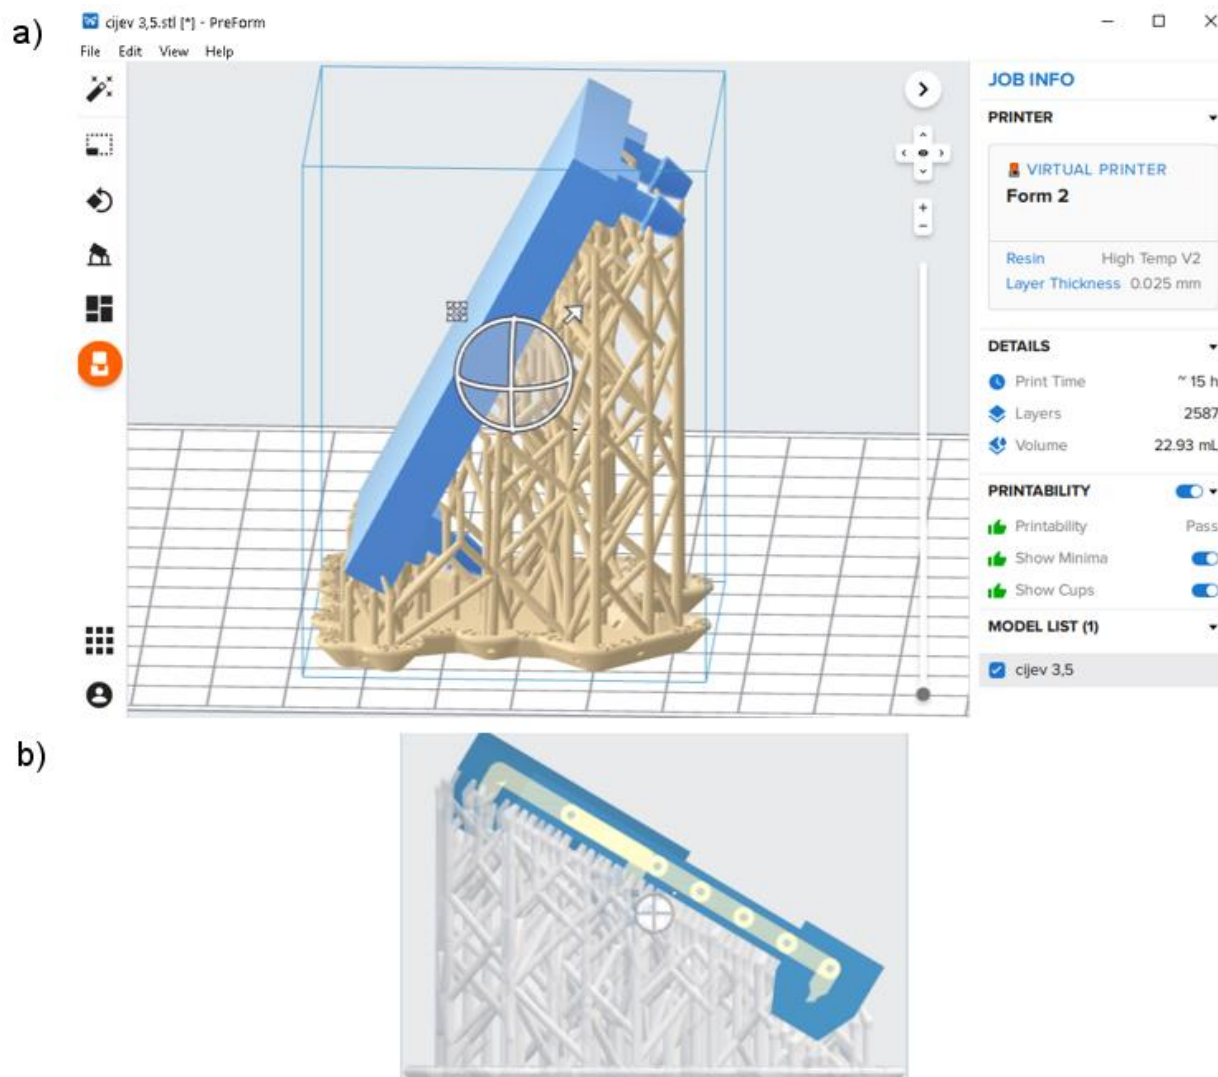 a)
cijev 3,5.stl [*] - PreForm
File Edit View Help
JOB INFO
PRINTER
VIRTUAL PRINTER
Form 2
Resin High Temp V2
Layer Thickness 0.025 mm
DETAILS
Print Time ~ 15 h
Layers 2587
Volume 22.93 mL
PRINTABILITY
Printability Pass
Show Minima
Show Cups
MODEL LIST (1)
cijev 3,5
b)